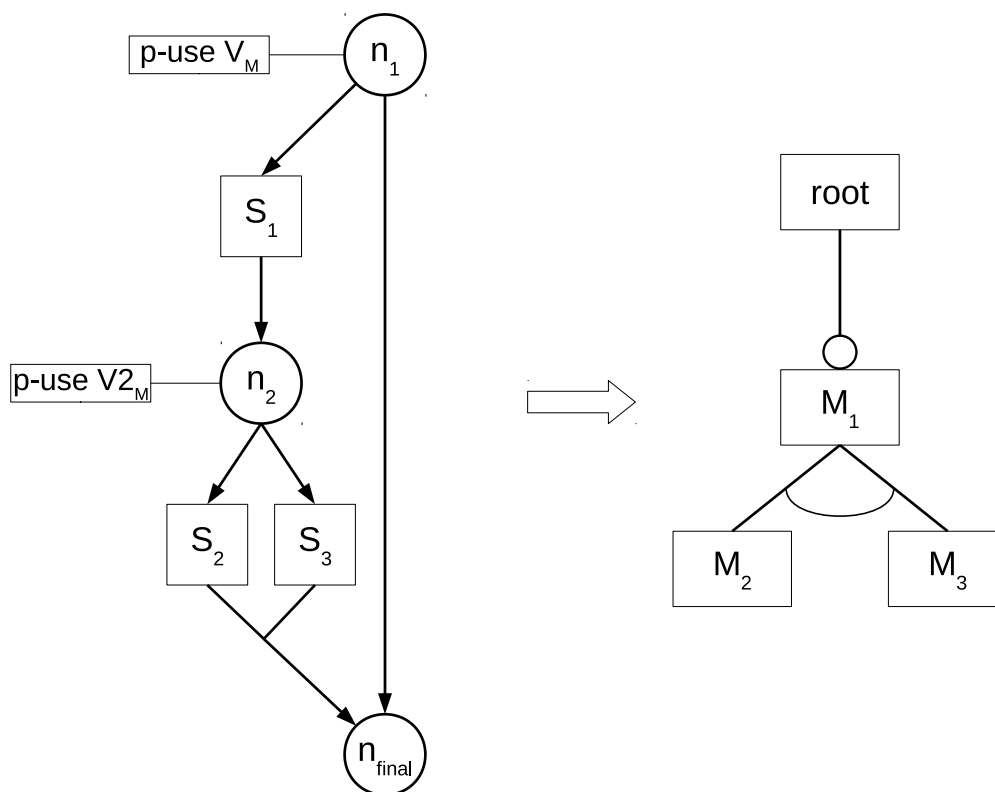 p-use V_M
n_1
S_1
root
p-use V2_M
n_2
M_1
S_2
S_3
M_2
M_3
n_final